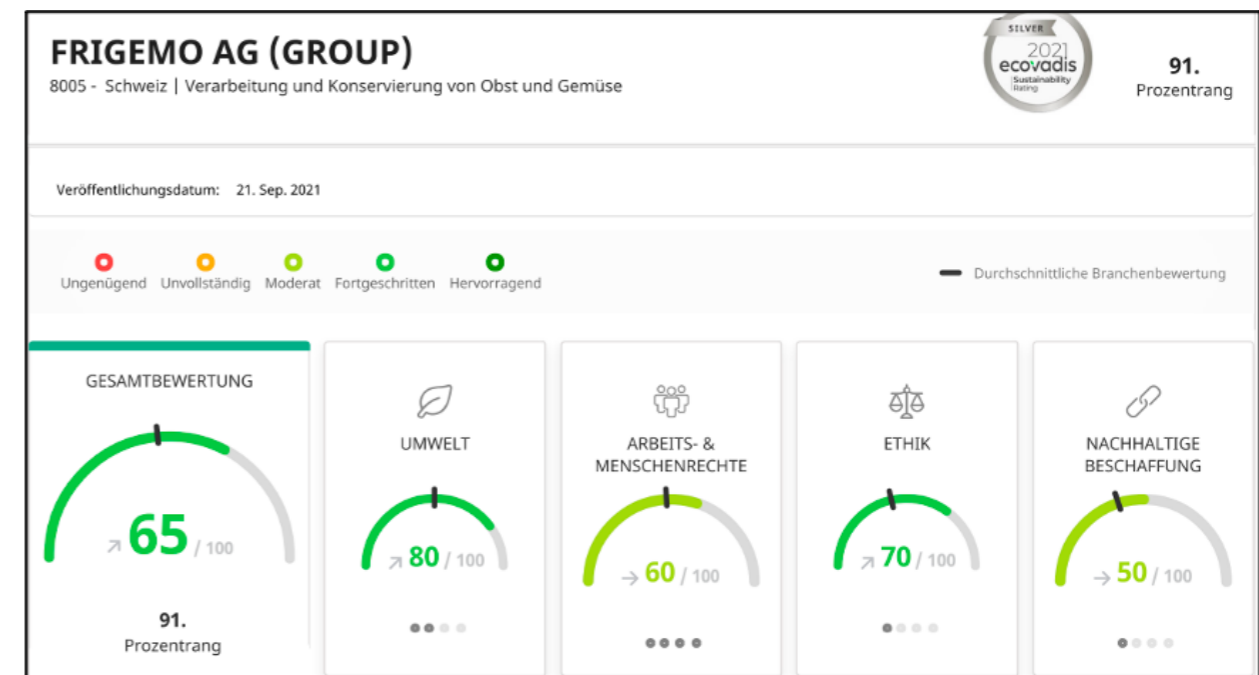 FRIGEMO AG (GROUP)
8005 - Schweiz | Verarbeitung und Konservierung von Obst und Gemüse
SILVER
2021
ecovadis
Sustainability
Rating
91.
Prozentrang
Veröffentlichungsdatum: 21. Sep. 2021
Ungenügend Unvollständig Moderat Fortgeschritten Hervorragend
Durchschnittliche Branchenbewertung
GESAMTBEWERTUNG
65 / 100
91.
Prozentrang
UMWELT
80 / 100
ARBEITS- &
MENSCHENRECHTE
60 / 100
ETHIK
70 / 100
NACHHALTIGE
BESCHAFFUNG
50 / 100